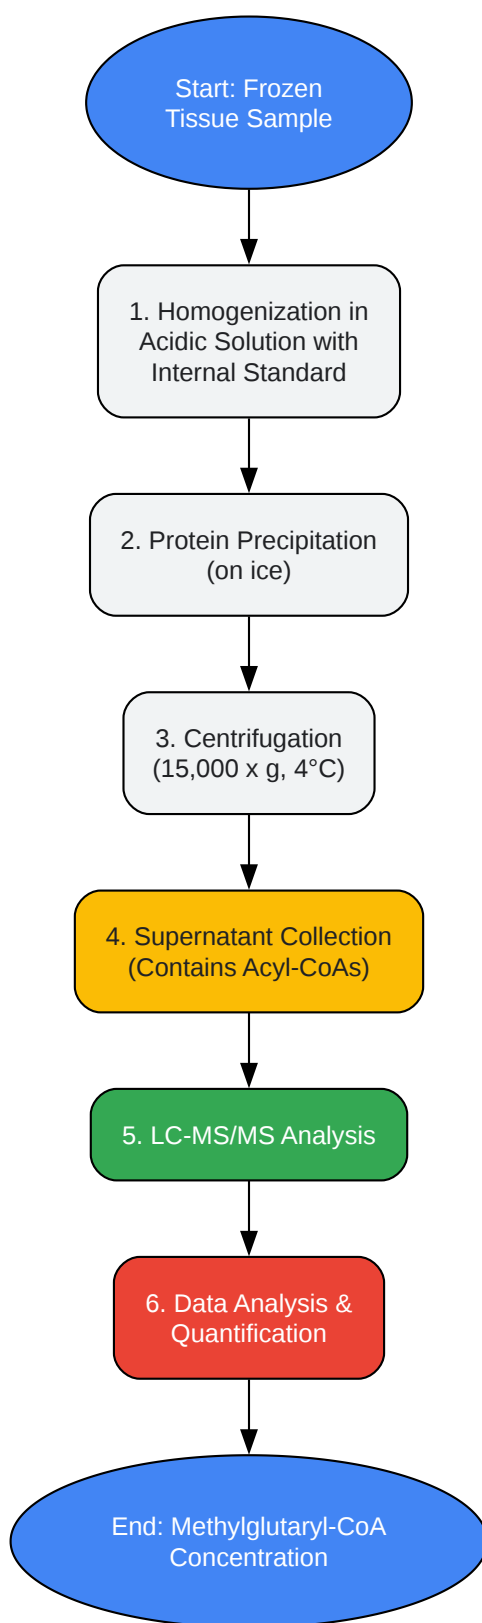 Start: Frozen
Tissue Sample
1. Homogenization in
Acidic Solution with
Internal Standard
2. Protein Precipitation
(on ice)
3. Centrifugation
(15,000 x g, 4°C)
4. Supernatant Collection
(Contains Acyl-CoAs)
5. LC-MS/MS Analysis
6. Data Analysis &
Quantification
End: Methylglutaryl-CoA
Concentration